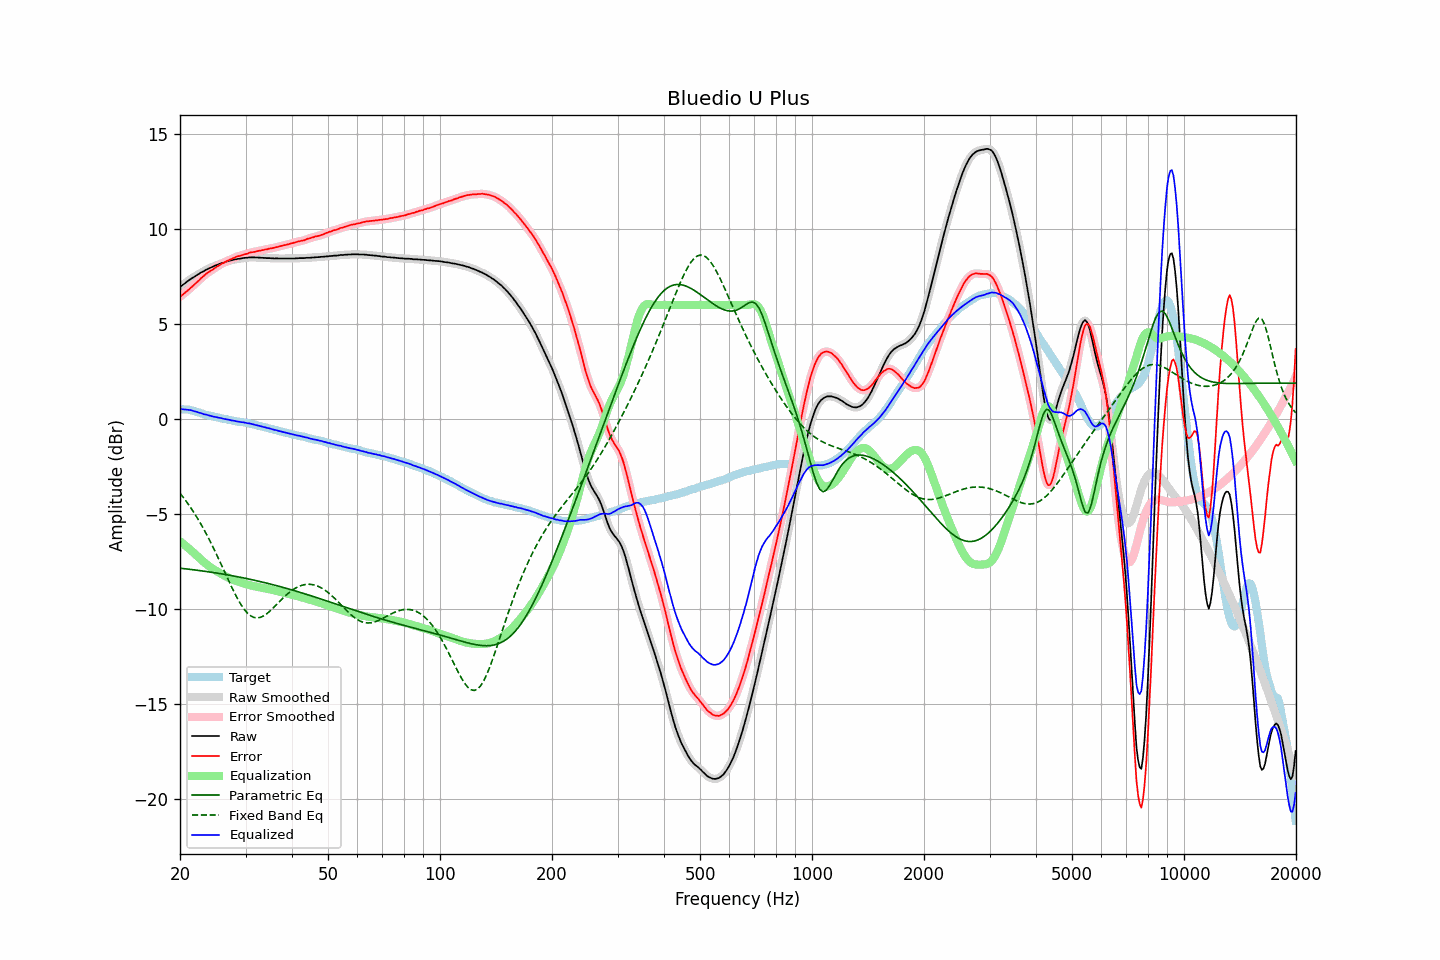 Bluedio U Plus
Amplitude (dBr)
15
10
5
0
−5
−10
−15
−20
Target
Raw Smoothed
Error Smoothed
Raw
Error
Equalization
Parametric Eq
Fixed Band Eq
Equalized
20 50 100 200 500 1000 2000 5000 10000 20000
Frequency (Hz)